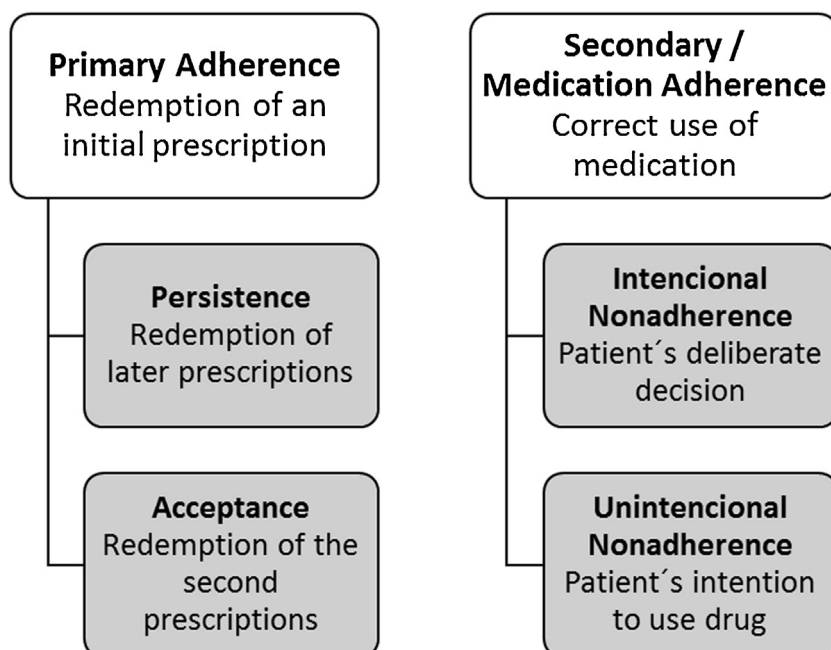 Primary Adherence
Redemption of an
initial prescription
Persistence
Redemption of
later prescriptions
Acceptance
Redemption of the
second
prescriptions
Secondary /
Medication Adherence
Correct use of
medication
Intencional
Nonadherence
Patient´s deliberate
decision
Unintencional
Nonadherence
Patient´s intention
to use drug